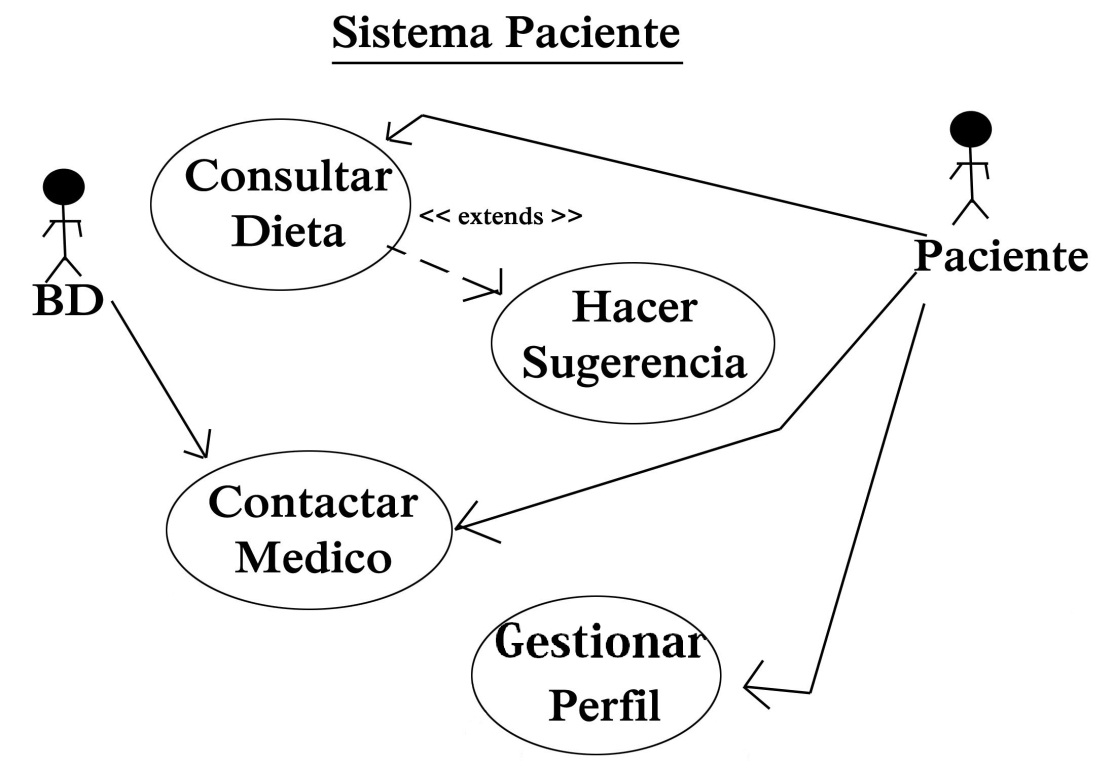 Sistema Paciente
Consultar
Dieta
<< extends >>
Paciente
BD
Hacer
Sugerencia
Contactar
Medico
Gestionar
Perfil